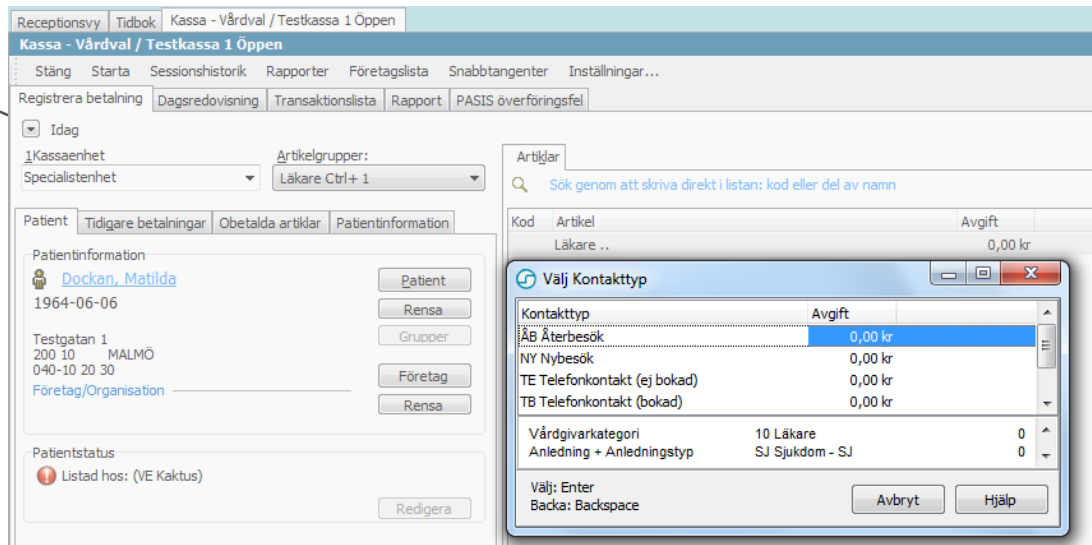 Receptionsvy Tidbok Kassa - Vårdval / Testkassa 1 Öppen
Kassa - Vårdval / Testkassa 1 Öppen
Stäng Starta Sessionshistorik Rapporter Företagslista Snabbtangenter Inställningar...
Registrera betalning Dagsredovisning Transaktionslista Rapport PASIS överföringsfel
Idag
1Kassaenhet Artikelgrupper:
Specialistenhet Läkare Ctrl+ 1
Patient Tidigare betalningar Obetalda artiklar Patientinformation
Patientinformation
Dockan, Matilda Patient
1964-06-06 Rensa
Testgatan 1 Grupper
200 10 MALMÖ
040-10 20 30 Företag
Företag/Organisation
Rensa
Patientstatus
Listad hos: (VE Kaktus)
Redigera
Artiklar
Sök genom att skriva direkt i listan: kod eller del av namn
Kod Artikel Avgift
Läkare .. 0,00 kr
Välj Kontakttyp
Kontakttyp Avgift
ÅB Återbesök 0,00 kr
NY Nybesök 0,00 kr
TE Telefonkontakt (ej bokad) 0,00 kr
TB Telefonkontakt (bokad) 0,00 kr
Vårdgivarkategori 10 Läkare 0
Anledning + Anledningstyp SJ Sjukdom - SJ 0
Välj: Enter
Backa: Backspace
Avbryt Hjälp